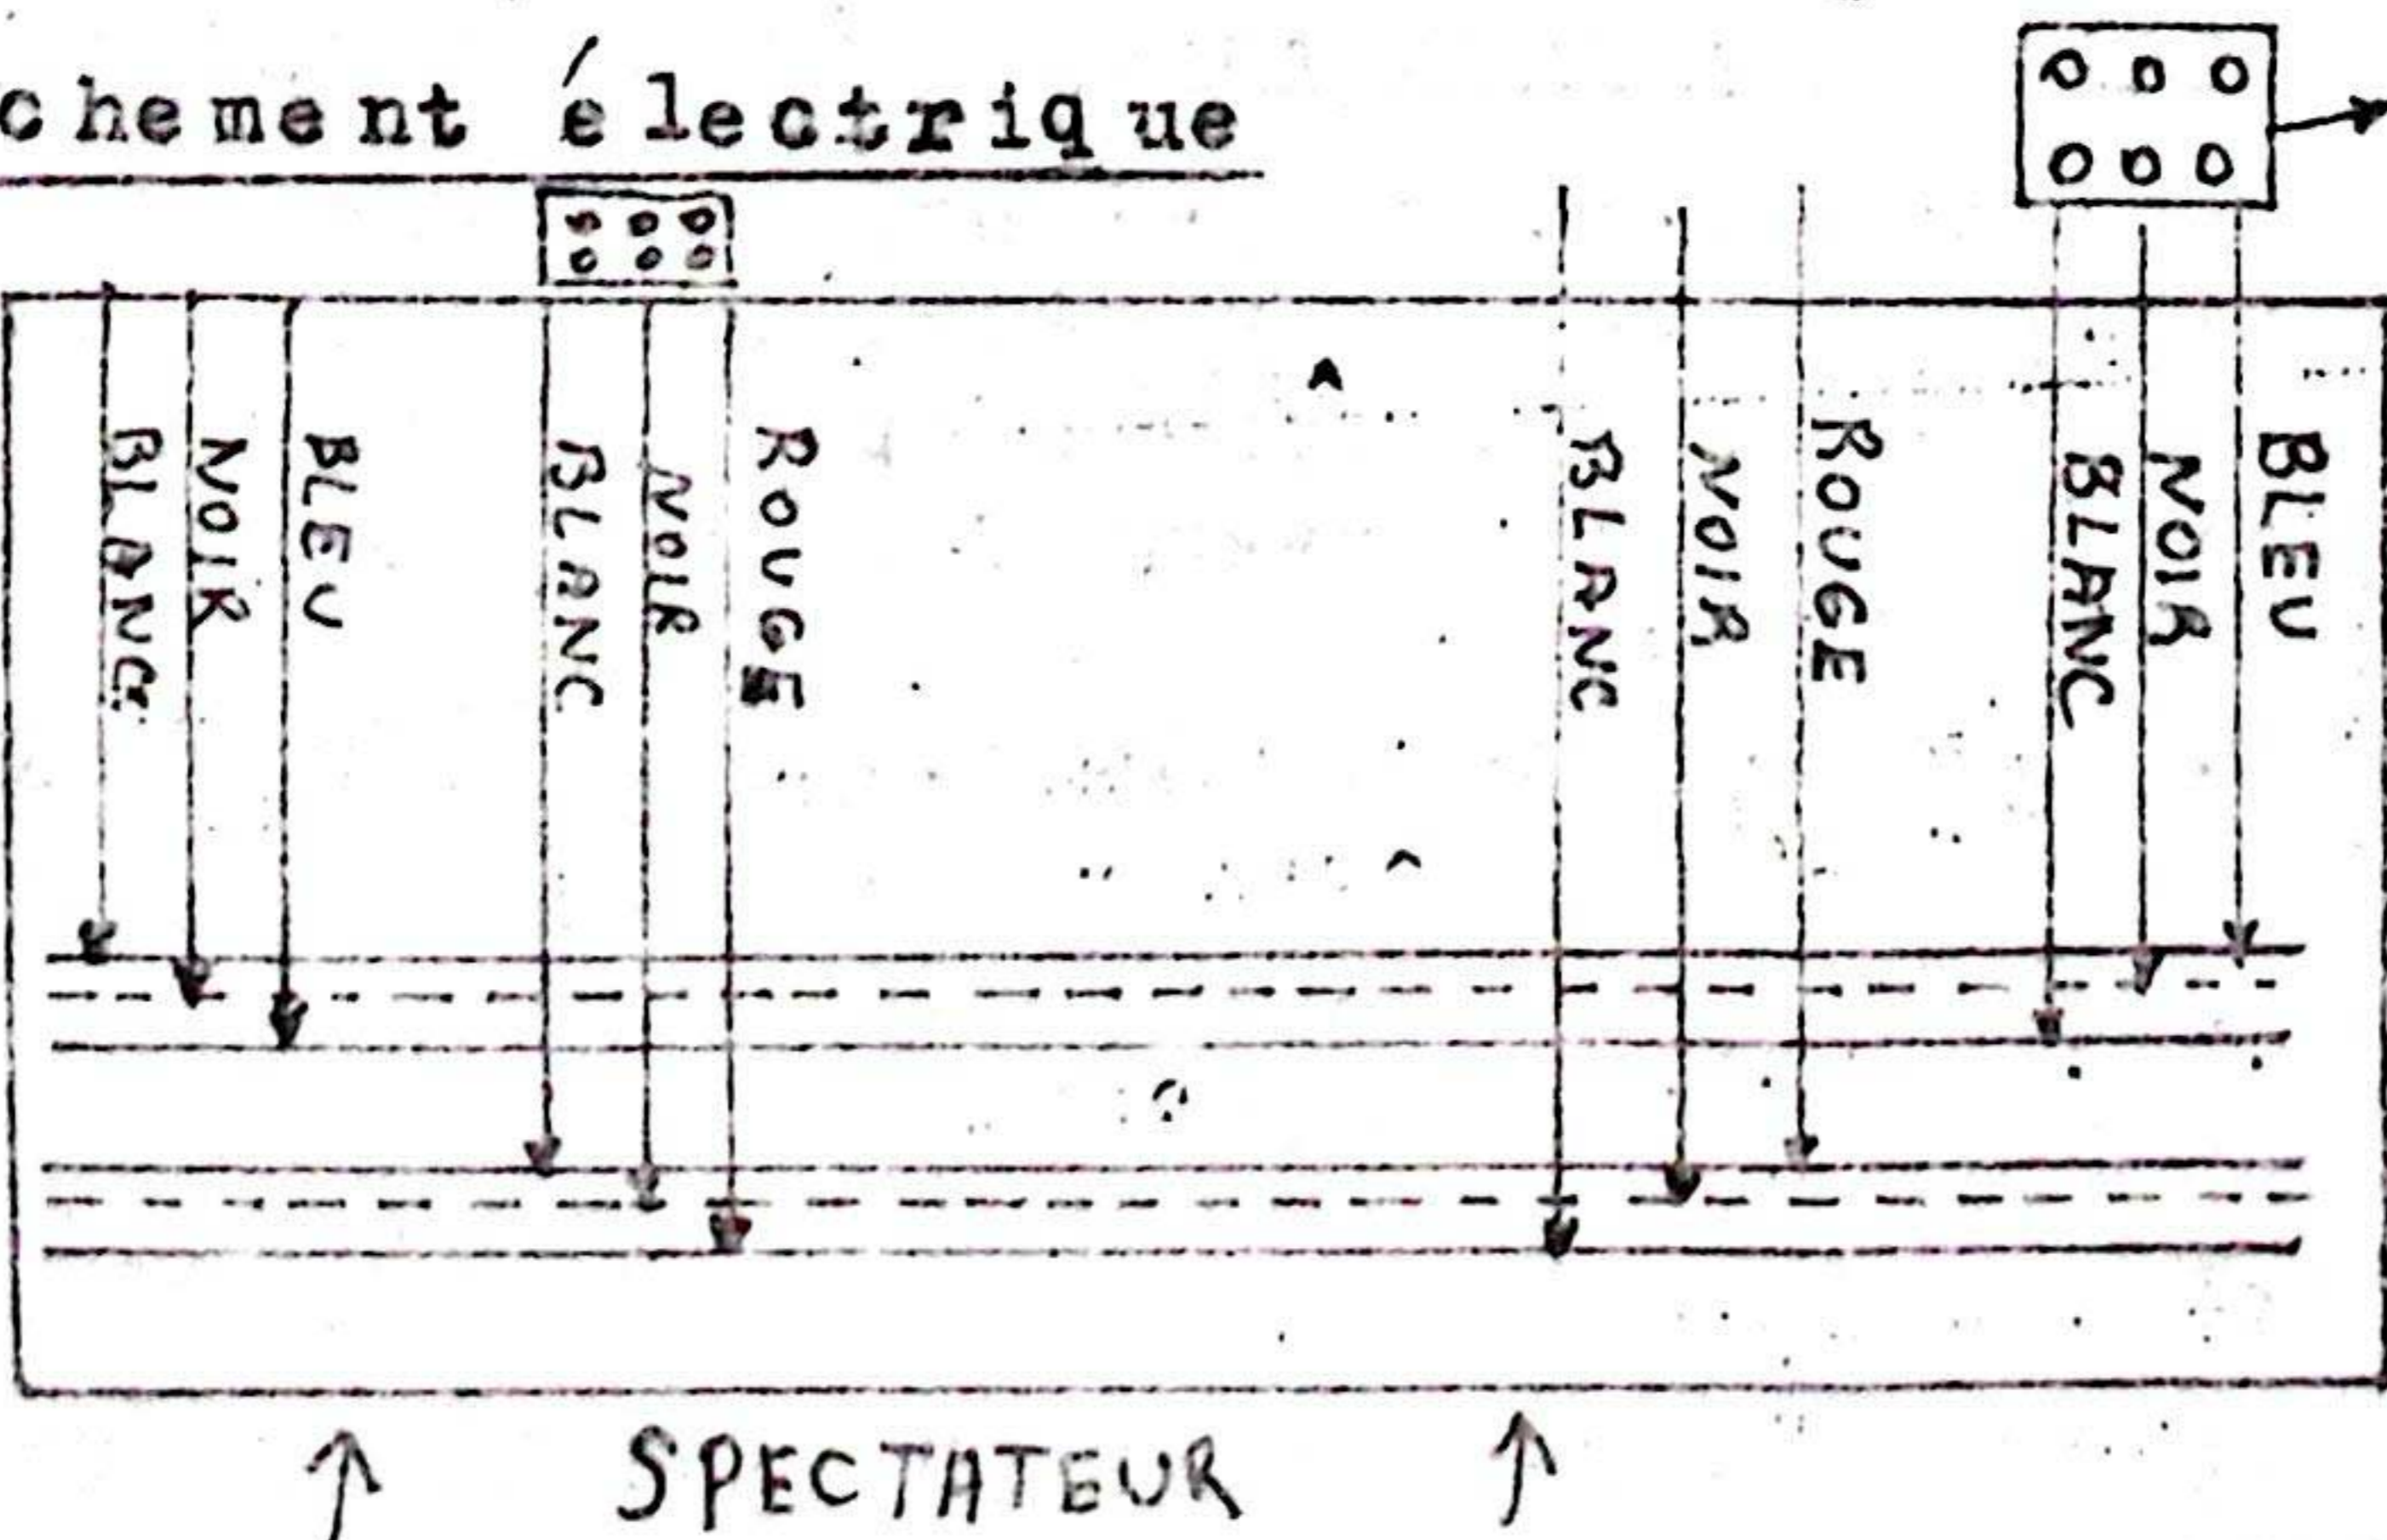 chement électrique
BLANC
NOIR
BLEU
BLANC
NOIR
ROUGE
BLANC
NOIR
ROUGE
BLANC
NOIR
BLEU
SPECTATEUR